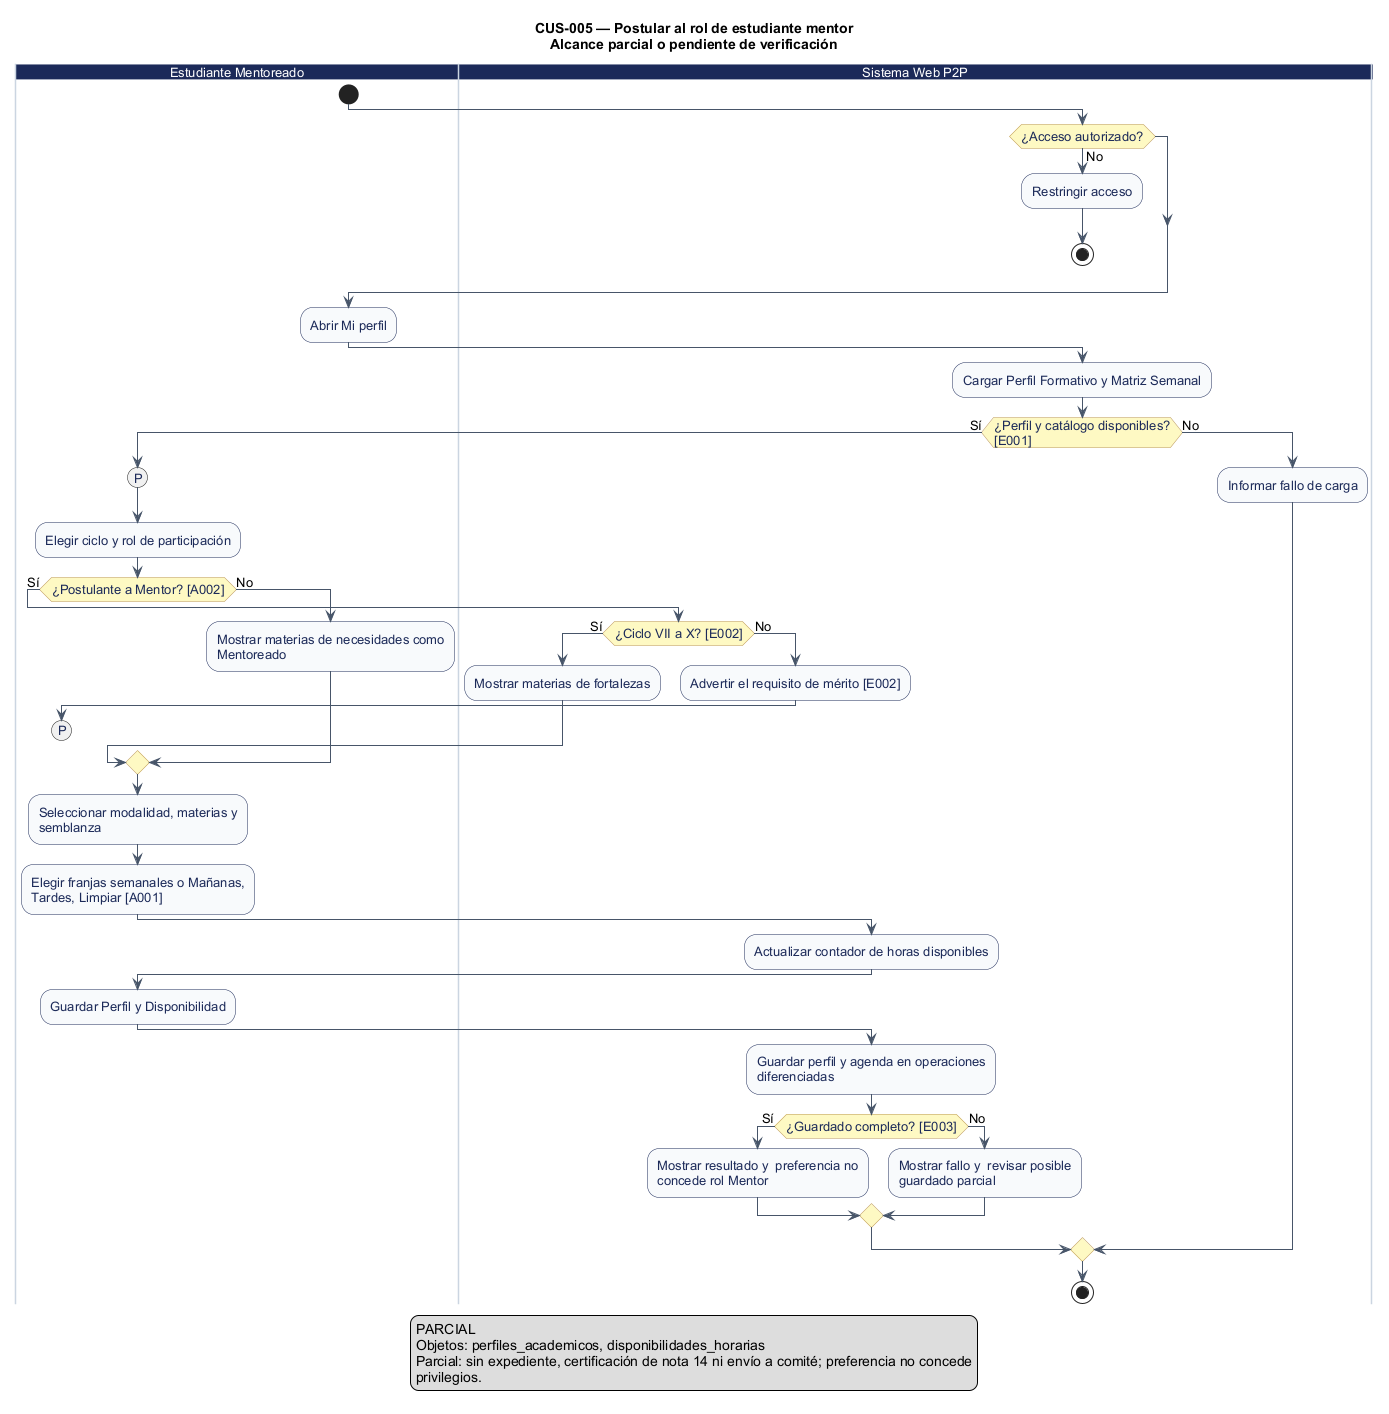 CUS-005 — Postular al rol de estudiante mentor
Alcance parcial o pendiente de verificación
Estudiante Mentoreado
Sistema Web P2P
¿Acceso autorizado?
No
Restringir acceso
Abrir Mi perfil
Cargar Perfil Formativo y Matriz Semanal
Sí
¿Perfil y catálogo disponibles?
[E001]
No
P
Informar fallo de carga
Elegir ciclo y rol de participación
Sí
¿Postulante a Mentor? [A002]
No
Mostrar materias de necesidades como
Mentoreado
Sí
¿Ciclo VII a X? [E002]
No
Mostrar materias de fortalezas
Advertir el requisito de mérito [E002]
P
Seleccionar modalidad, materias y
semblanza
Elegir franjas semanales o Mañanas,
Tardes, Limpiar [A001]
Actualizar contador de horas disponibles
Guardar Perfil y Disponibilidad
Guardar perfil y agenda en operaciones
diferenciadas
Sí
¿Guardado completo? [E003]
No
Mostrar resultado y  preferencia no
concede rol Mentor
Mostrar fallo y  revisar posible
guardado parcial
PARCIAL
Objetos: perfiles_academicos, disponibilidades_horarias
Parcial: sin expediente, certificación de nota 14 ni envío a comité; preferencia no concede
privilegios.